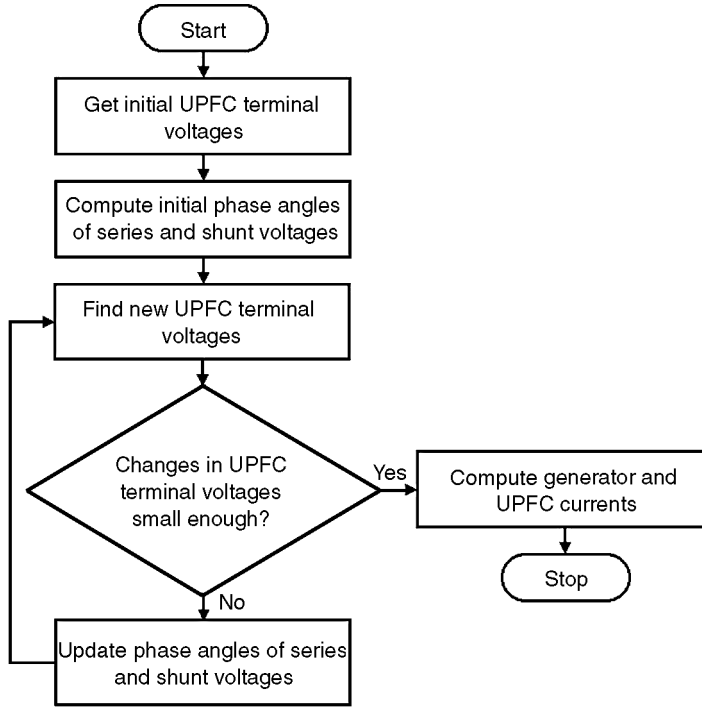 Start
Get initial UPFC terminal
voltages
Compute initial phase angles
of series and shunt voltages
Find new UPFC terminal
voltages
Changes in UPFC
terminal voltages
small enough?
Yes
Compute generator and
UPFC currents
Stop
No
Update phase angles of series
and shunt voltages